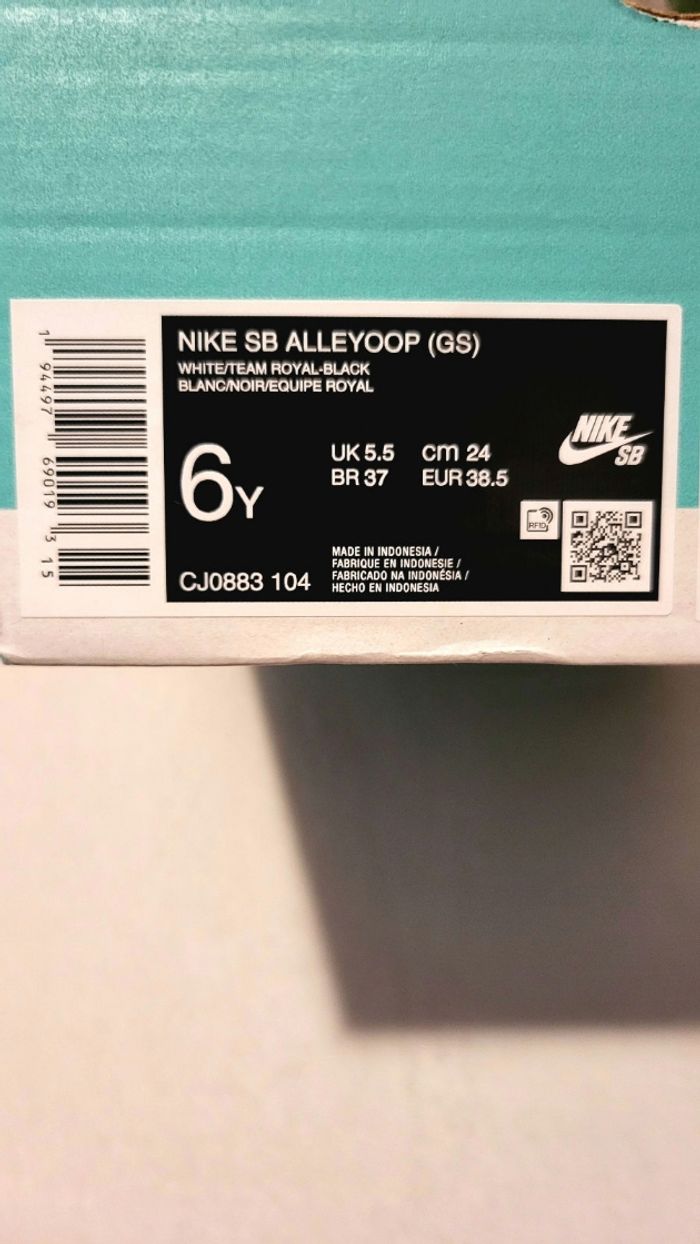 NIKE SB ALLEYOOP (GS)
WHITE/TEAM ROYAL-BLACK
BLANC/NOIR/EQUIPE ROYAL
6Y
UK 5.5 cm 24
BR 37 EUR 38.5
NIKE
SB
RFID
CJ0883 104
MADE IN INDONESIA /
FABRIQUE EN INDONESIE /
FABRICADO NA INDONÉSIA /
HECHO EN INDONESIA
1 94497 69019 3 15